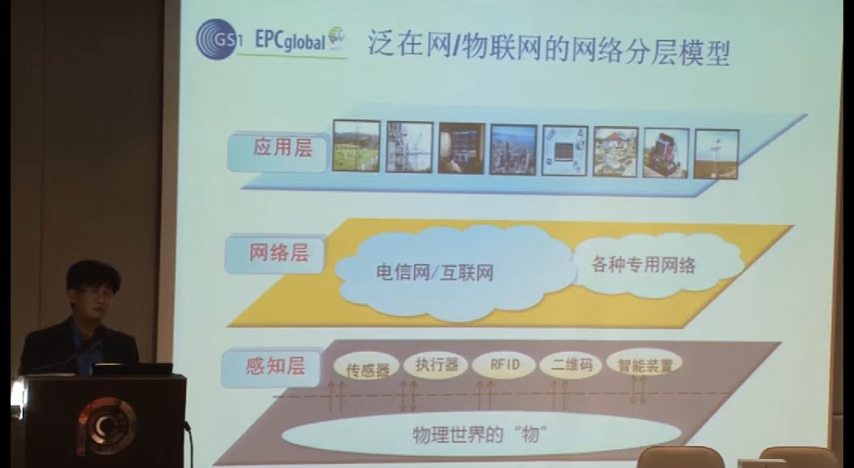 GS1 EPCglobal 泛在网/物联网的网络分层模型
应用层
网络层
电信网/互联网
各种专用网络
感知层
传感器
执行器
RFID
二维码
智能装置
物理世界的“物”